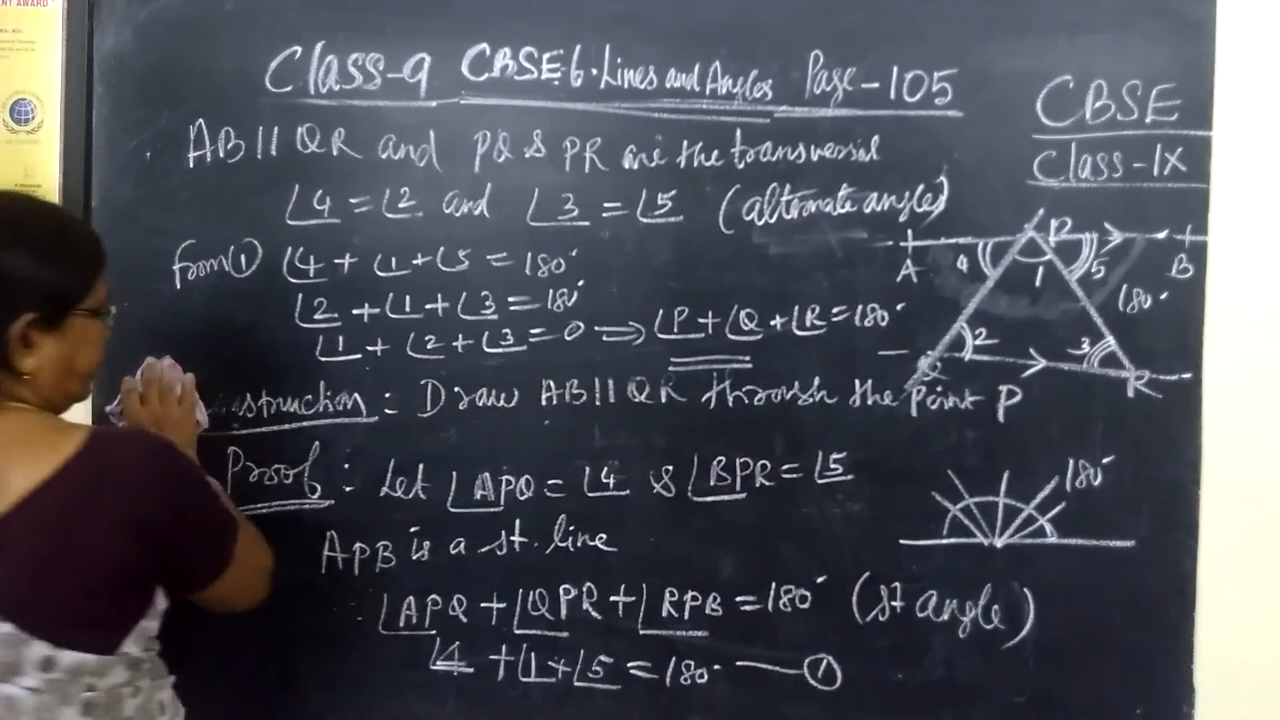 NT AWARD
Class-9 CBSE 6. Lines and Angles Page-105
CBSE
Class-IX
AB || QR and PQ & PR are the transversal
∠4 = ∠2 and ∠3 = ∠5 (alternate angles)
from ① ∠4 + ∠1 + ∠5 = 180°
∠2 + ∠1 + ∠3 = 180°
∠1 + ∠2 + ∠3 = 0 ⇒ ∠P + ∠Q + ∠R = 180°
struction : Draw AB || QR through the point P
Proof : Let ∠APQ = ∠4 & ∠BPR = ∠5
APB is a st. line
∠APQ + ∠QPR + ∠RPB = 180° (st angle)
∠4 + ∠1 + ∠5 = 180° — ①
A 4 P 1 5 B
180°
Q 2 3 R
180°